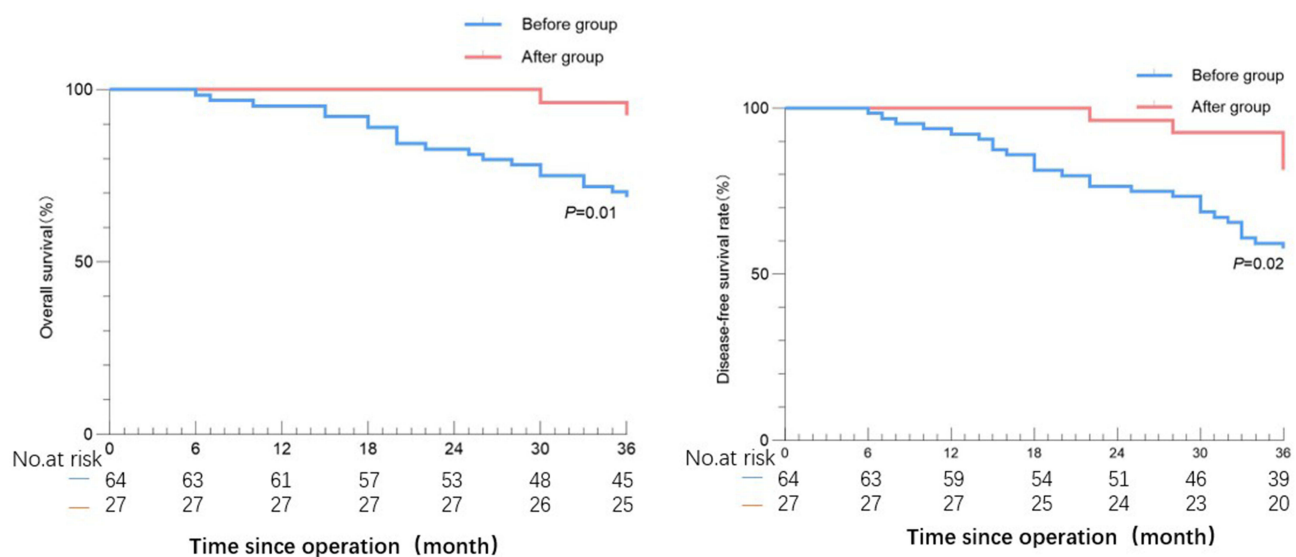 Before group
After group
100
50
0
Overall survival(%)
P=0.01
0 6 12 18 24 30 36
No.at risk
64 63 61 57 53 48 45
27 27 27 27 27 26 25
Time since operation (month)
Before group
After group
100
50
0
Disease-free survival rate(%)
P=0.02
0 6 12 18 24 30 36
No.at risk
64 63 59 54 51 46 39
27 27 27 25 24 23 20
Time since operation (month)